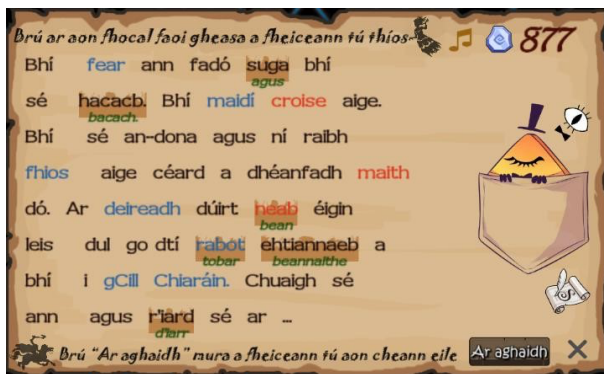 Brú ar aon fhocal faoi gheasa a fheiceann tú thíos
877
Bhí fear ann fadó suga bhí
agus
sé hacacb. Bhí maidí croise aige.
bacach.
Bhí sé an-dona agus ní raibh
fhios aige céard a dhéanfadh maith
dó. Ar deireadh dúirt neab éigin
bean
leis dul go dtí rabot ehtiannaeb a
tobar beannaithe
bhí i gCill Chiaráin. Chuaigh sé
ann agus r'iard sé ar ...
d'iarr
Brú "Ar aghaidh" mura a fheiceann tú aon cheann eile
Ar aghaidh